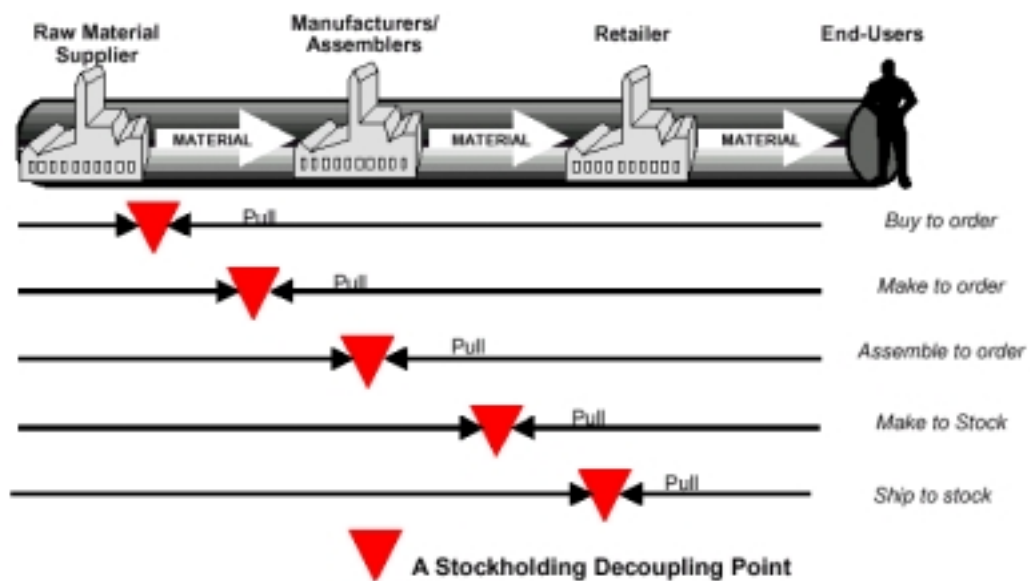 Raw Material
Supplier
Manufacturers/
Assemblers
Retailer
End-Users
MATERIAL
MATERIAL
MATERIAL
Pull
Buy to order
Pull
Make to order
Pull
Assemble to order
Pull
Make to Stock
Pull
Ship to stock
A Stockholding Decoupling Point